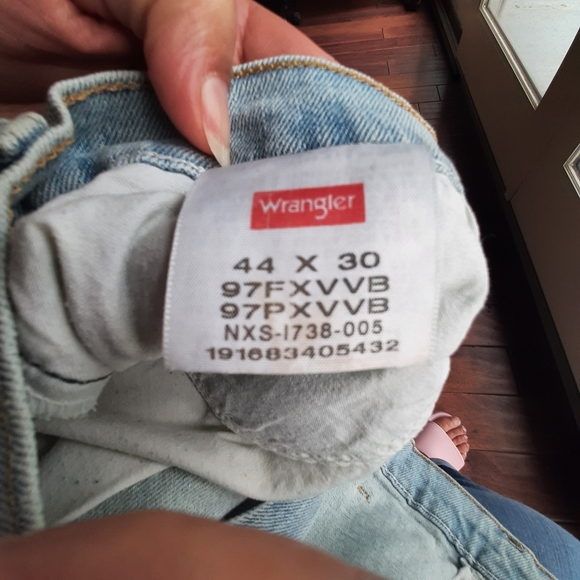 Wrangler
44 X 30
97FXVVB
97PXVVB
NXS-I738-005
191683405432